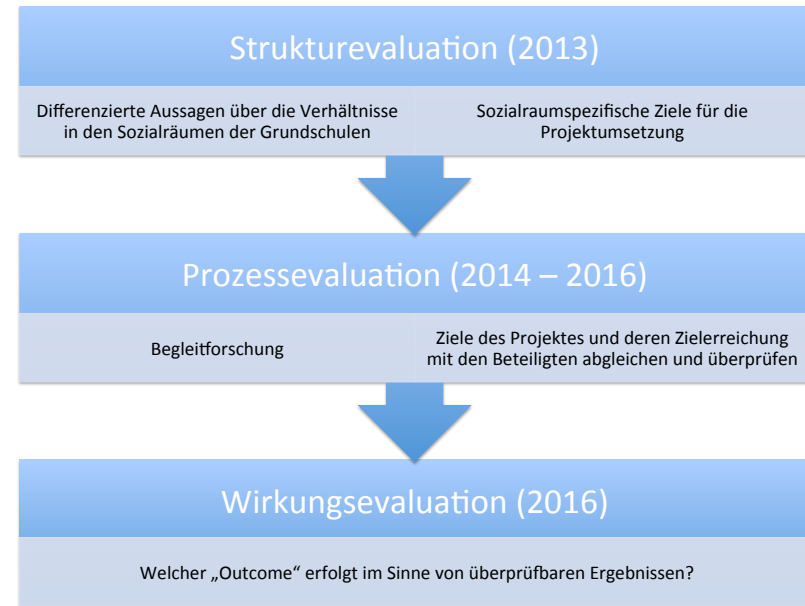 Strukturevaluation (2013)
Differenzierte Aussagen über die Verhältnisse
in den Sozialräumen der Grundschulen
Sozialraumspezifische Ziele für die
Projektumsetzung
Prozessevaluation (2014 – 2016)
Begleitforschung
Ziele des Projektes und deren Zielerreichung
mit den Beteiligten abgleichen und überprüfen
Wirkungsevaluation (2016)
Welcher „Outcome“ erfolgt im Sinne von überprüfbaren Ergebnissen?